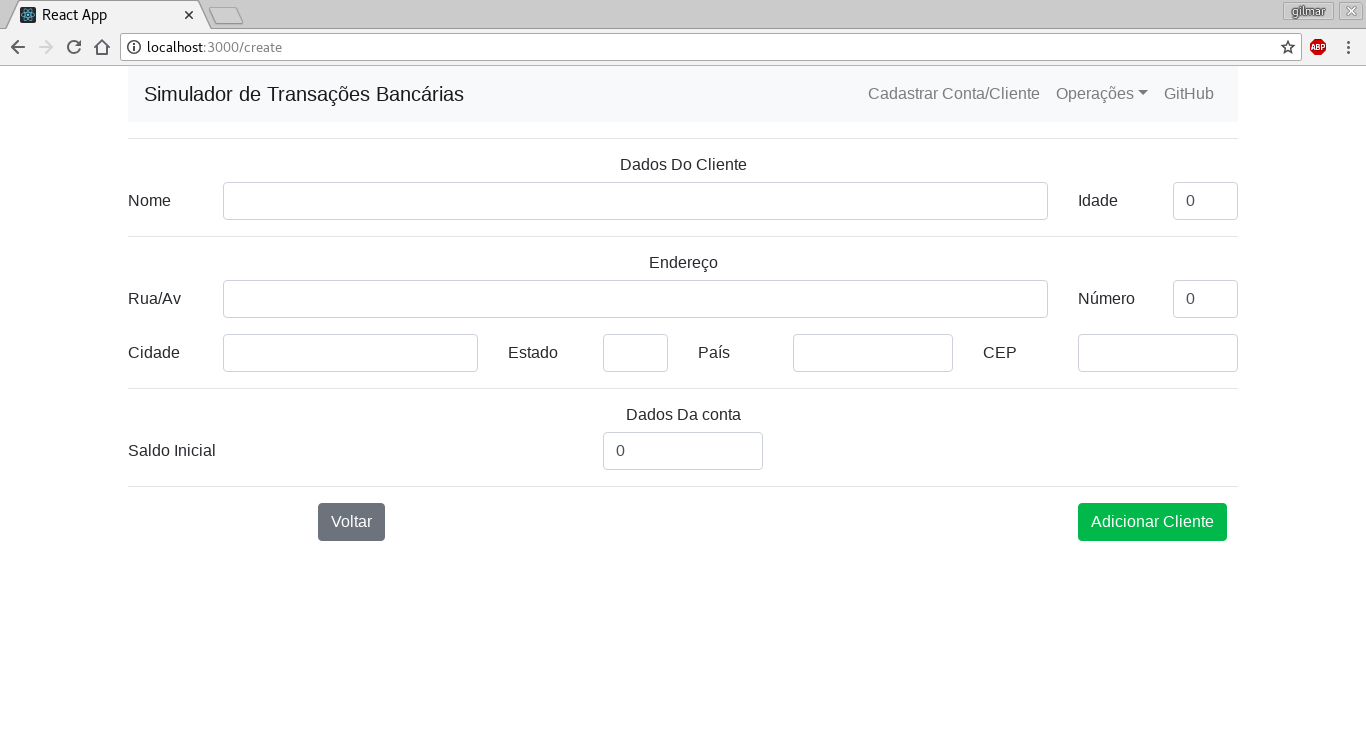 React App
gilmar
localhost:3000/create
ABP
Simulador de Transações Bancárias
Cadastrar Conta/Cliente Operações GitHub
Dados Do Cliente
Nome Idade 0
Endereço
Rua/Av Número 0
Cidade Estado País CEP
Dados Da conta
Saldo Inicial 0
Voltar Adicionar Cliente